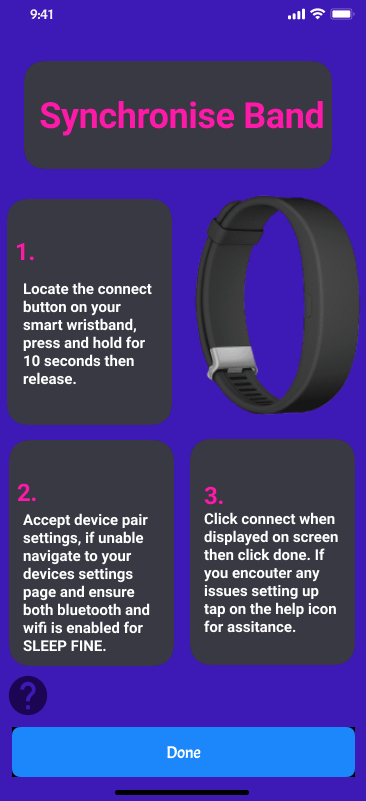 9:41
Synchronise Band
1.
Locate the connect
button on your
smart wristband,
press and hold for
10 seconds then
release.
2.
Accept device pair
settings, if unable
navigate to your
devices settings
page and ensure
both bluetooth and
wifi is enabled for
SLEEP FINE.
3.
Click connect when
displayed on screen
then click done. If
you encouter any
issues setting up
tap on the help icon
for assitance.
?
Done